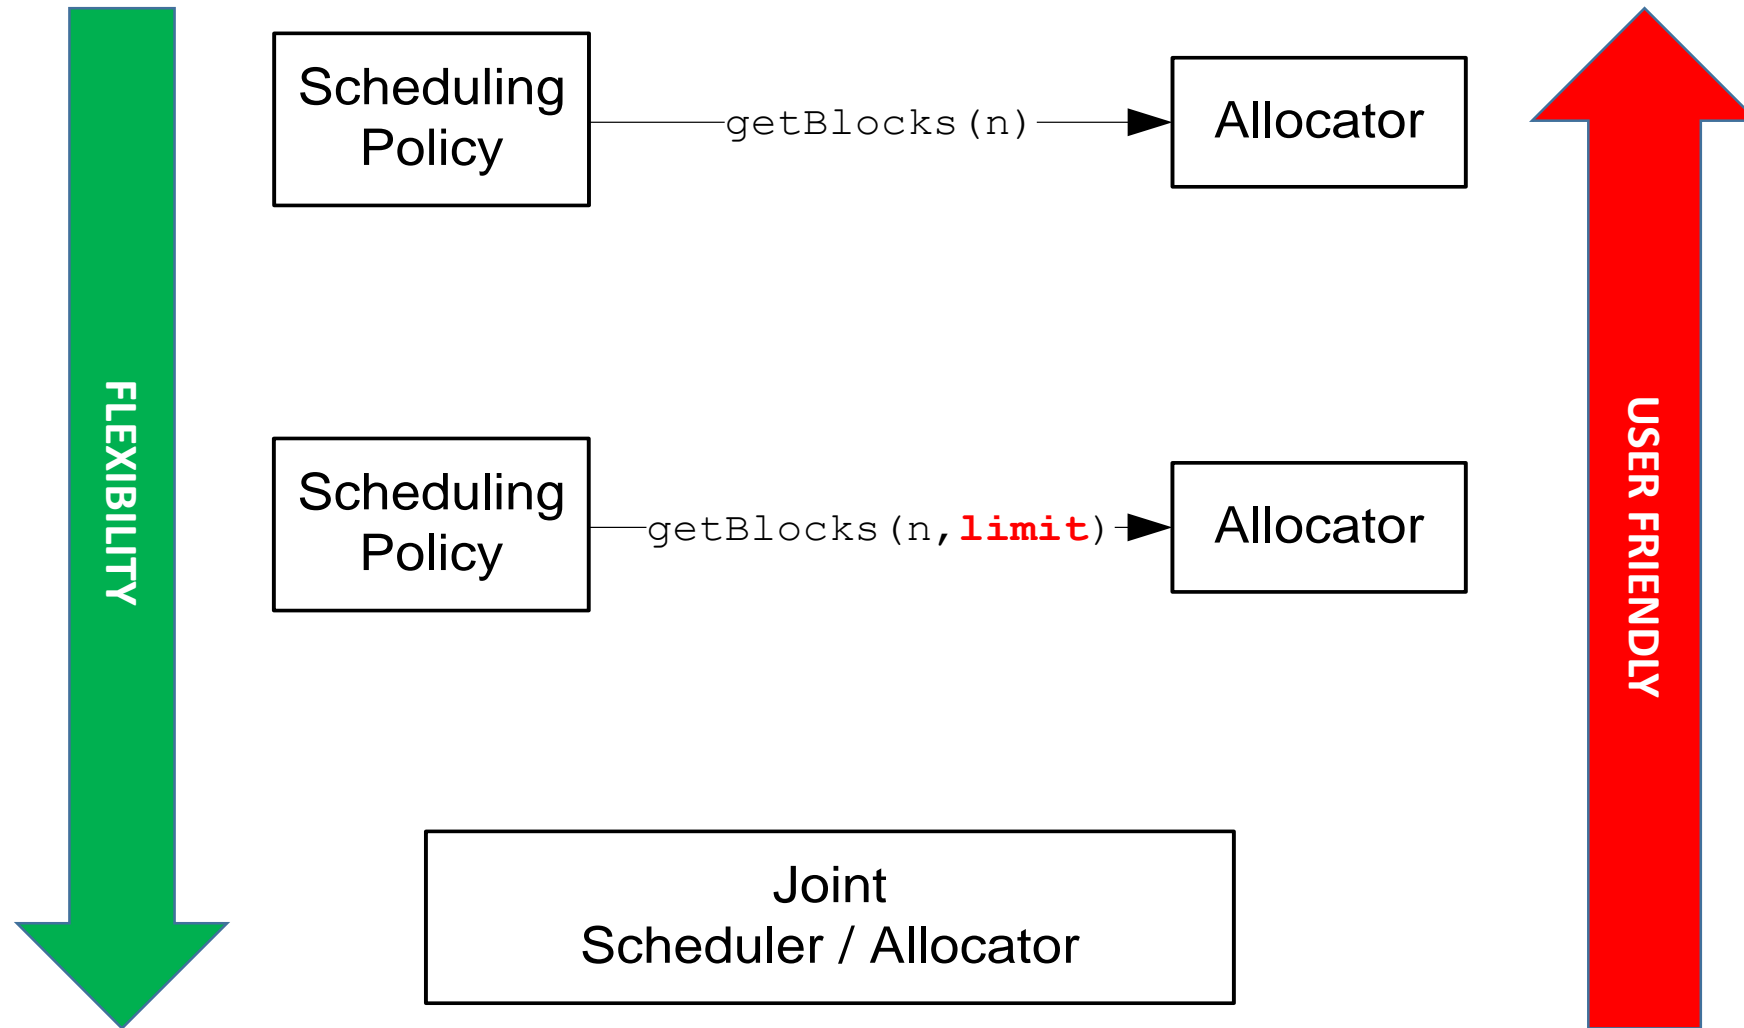 Scheduling
Policy
getBlocks(n)
Allocator
FLEXIBILITY
USER FRIENDLY
Scheduling
Policy
getBlocks(n,limit)
Allocator
Joint
Scheduler / Allocator